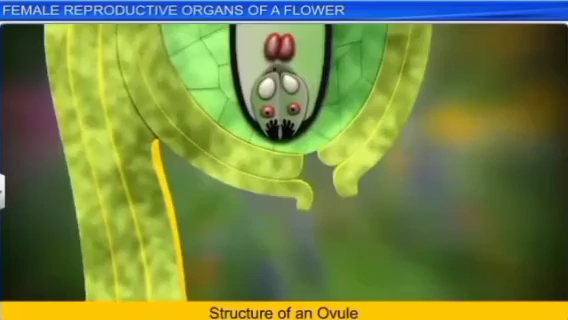 FEMALE REPRODUCTIVE ORGANS OF A FLOWER
Structure of an Ovule